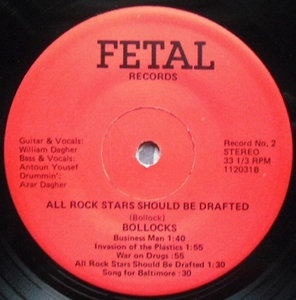 FETAL
RECORDS
Guitar & Vocals:
William Dagher
Bass & Vocals:
Antoun Yousef
Drummin':
Azar Dagher
Record No. 2
STEREO
33 1/3 RPM
112031B
ALL ROCK STARS SHOULD BE DRAFTED
(Bollock)
BOLLOCKS
Business Man 1:40
Invasion of the Plastics 1:55
War on Drugs :55
All Rock Stars Should Be Drafted 1:30
Song for Baltimore :30